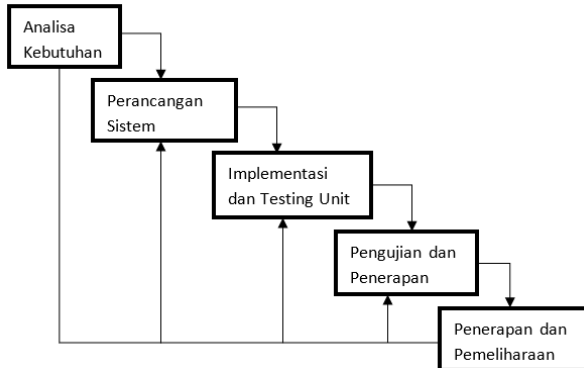 Analisa
Kebutuhan
Perancangan
Sistem
Implementasi
dan Testing Unit
Pengujian dan
Penerapan
Penerapan dan
Pemeliharaan